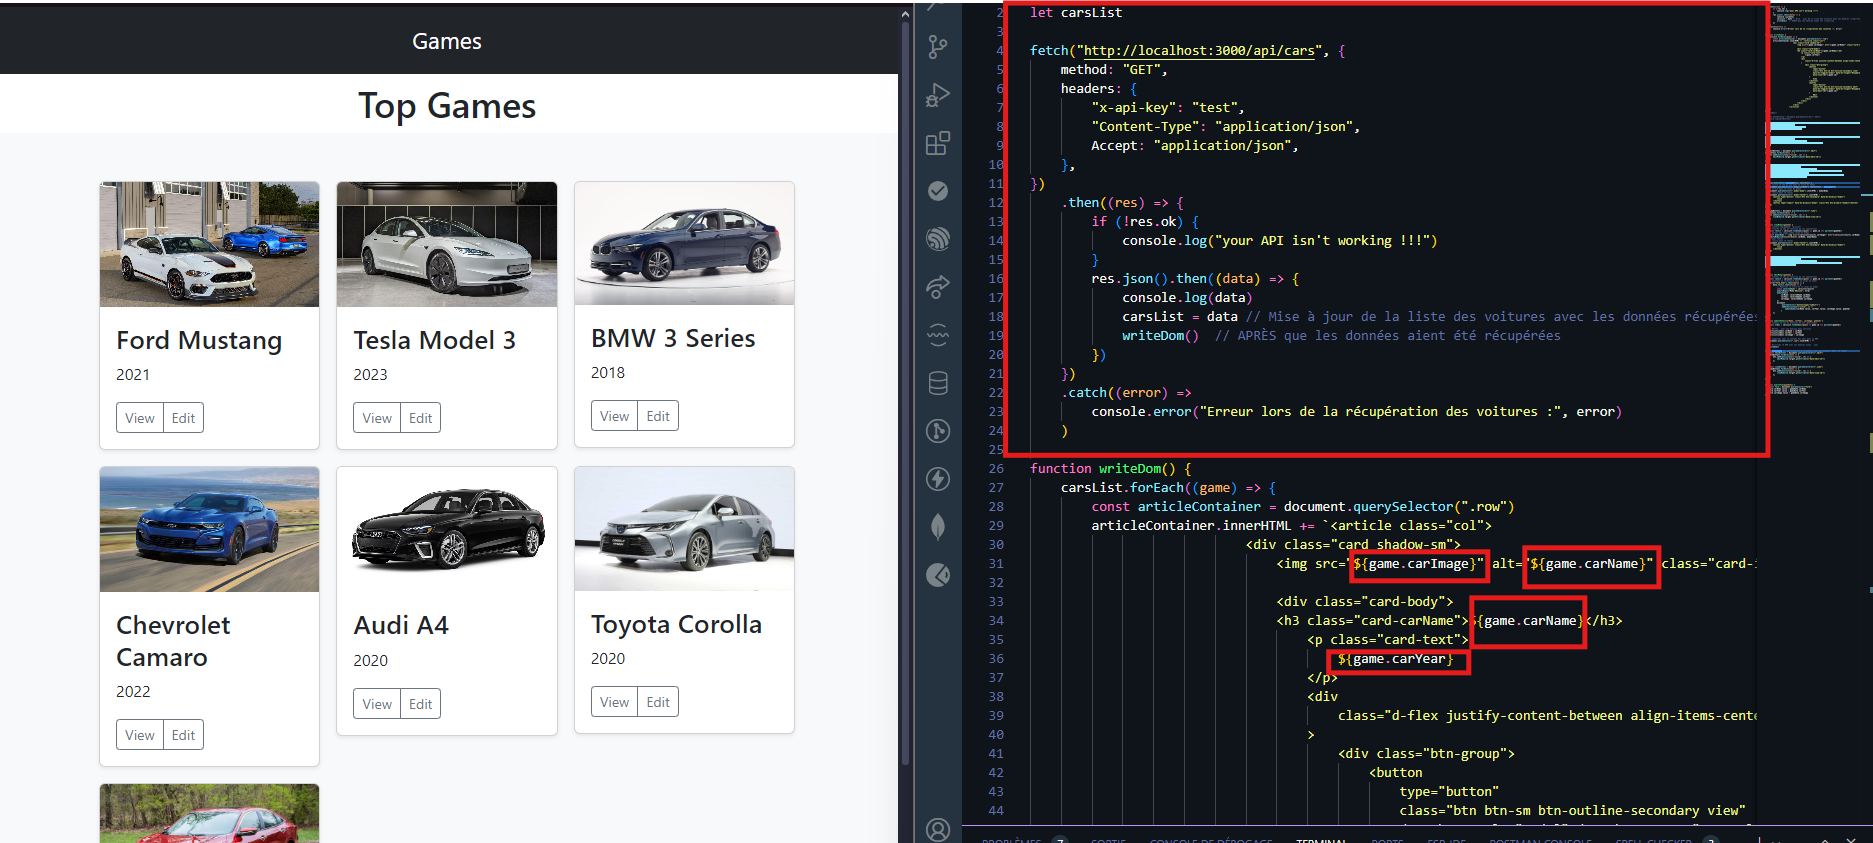 Games
Top Games
Ford Mustang
2021
View Edit
Tesla Model 3
2023
View Edit
BMW 3 Series
2018
View Edit
Chevrolet
Camaro
2022
View Edit
Audi A4
2020
View Edit
Toyota Corolla
2020
View Edit
2 let carsList
3
4 fetch("http://localhost:3000/api/cars", {
5 method: "GET",
6 headers: {
7 "x-api-key": "test",
8 "Content-Type": "application/json",
9 Accept: "application/json",
10 },
11 })
12 .then((res) => {
13 if (!res.ok) {
14 console.log("your API isn't working !!!")
15 }
16 res.json().then((data) => {
17 console.log(data)
18 carsList = data // Mise à jour de la liste des voitures avec les données récupérées
19 writeDom() // APRÈS que les données aient été récupérées
20 })
21 })
22 .catch((error) =>
23 console.error("Erreur lors de la récupération des voitures :", error)
24 )
25
26 function writeDom() {
27 carsList.forEach((game) => {
28 const articleContainer = document.querySelector(".row")
29 articleContainer.innerHTML += `<article class="col">
30 <div class="card shadow-sm">
31 <img src="${game.carImage}" alt="${game.carName}" class="card-
32
33 <div class="card-body">
34 <h3 class="card-carName">${game.carName}</h3>
35 <p class="card-text">
36 ${game.carYear}
37 </p>
38 <div
39 class="d-flex justify-content-between align-items-cente
40 >
41 <div class="btn-group">
42 <button
43 type="button"
44 class="btn btn-sm btn-outline-secondary view"
PROBLÈMES 7 SORTIE CONSOLE DE DÉBOGAGE TERMINAL PORTS ESP-IDF POSTMAN CONSOLE SPELL CHECKER